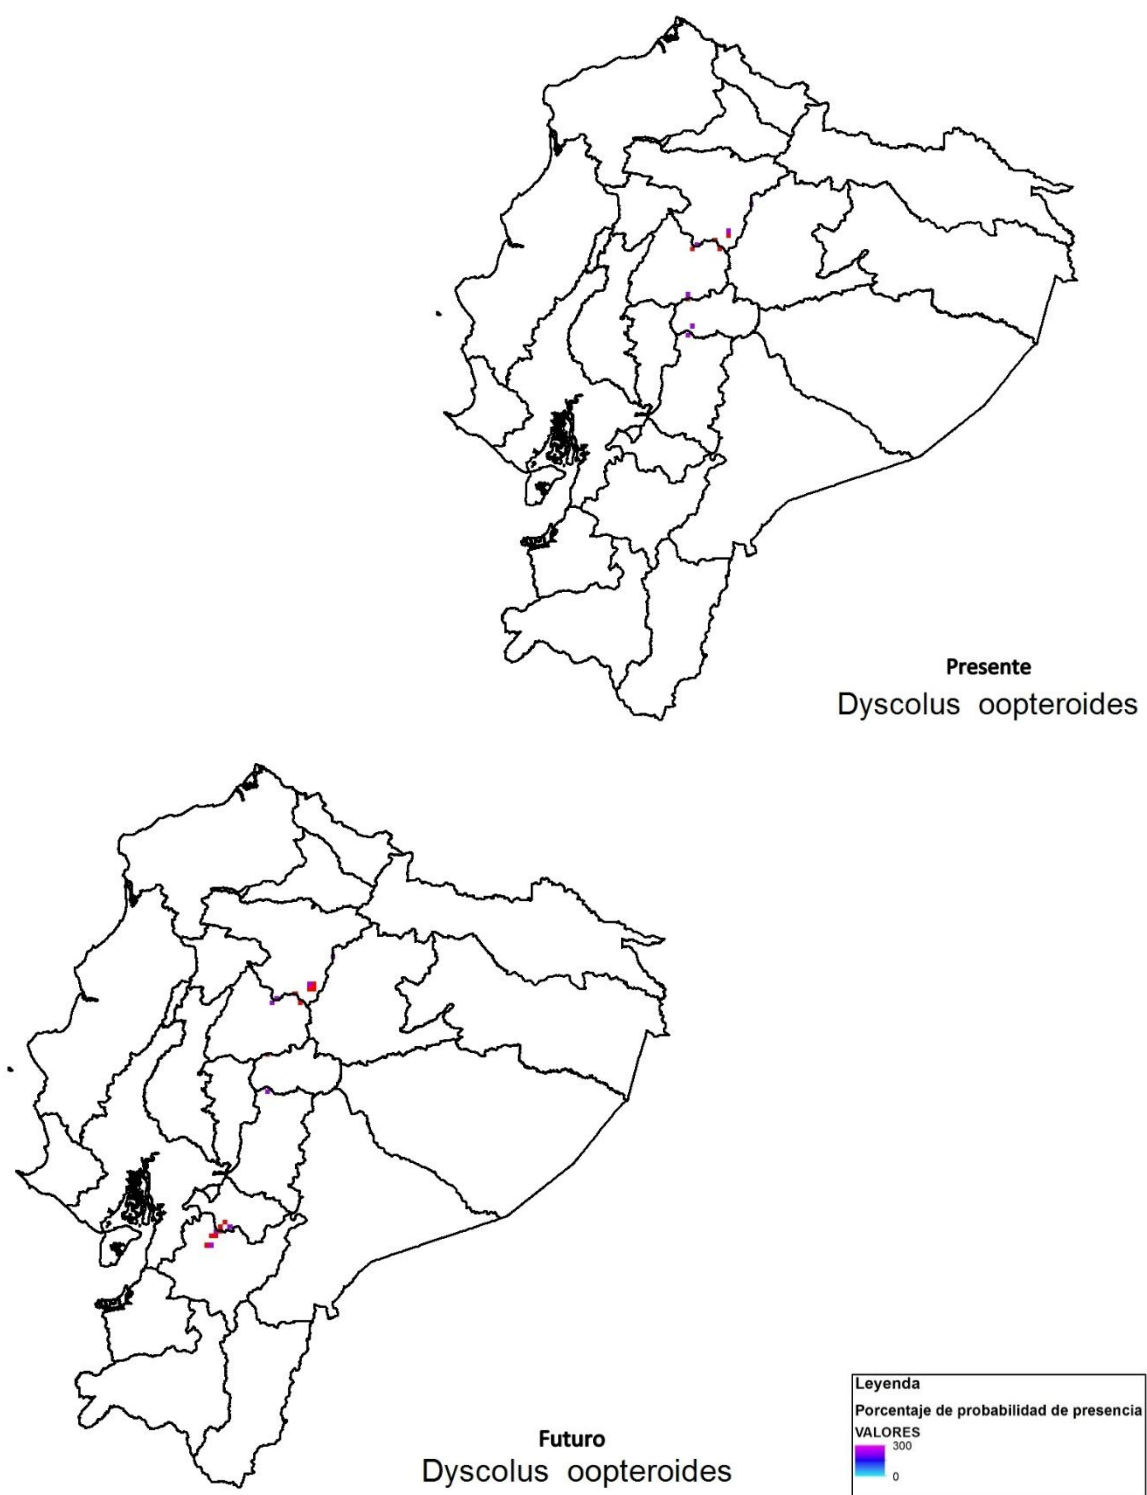 Presente
Dyscolus oopteroides
Futuro
Dyscolus oopteroides
Leyenda
Porcentaje de probabilidad de presencia
VALORES
300
0